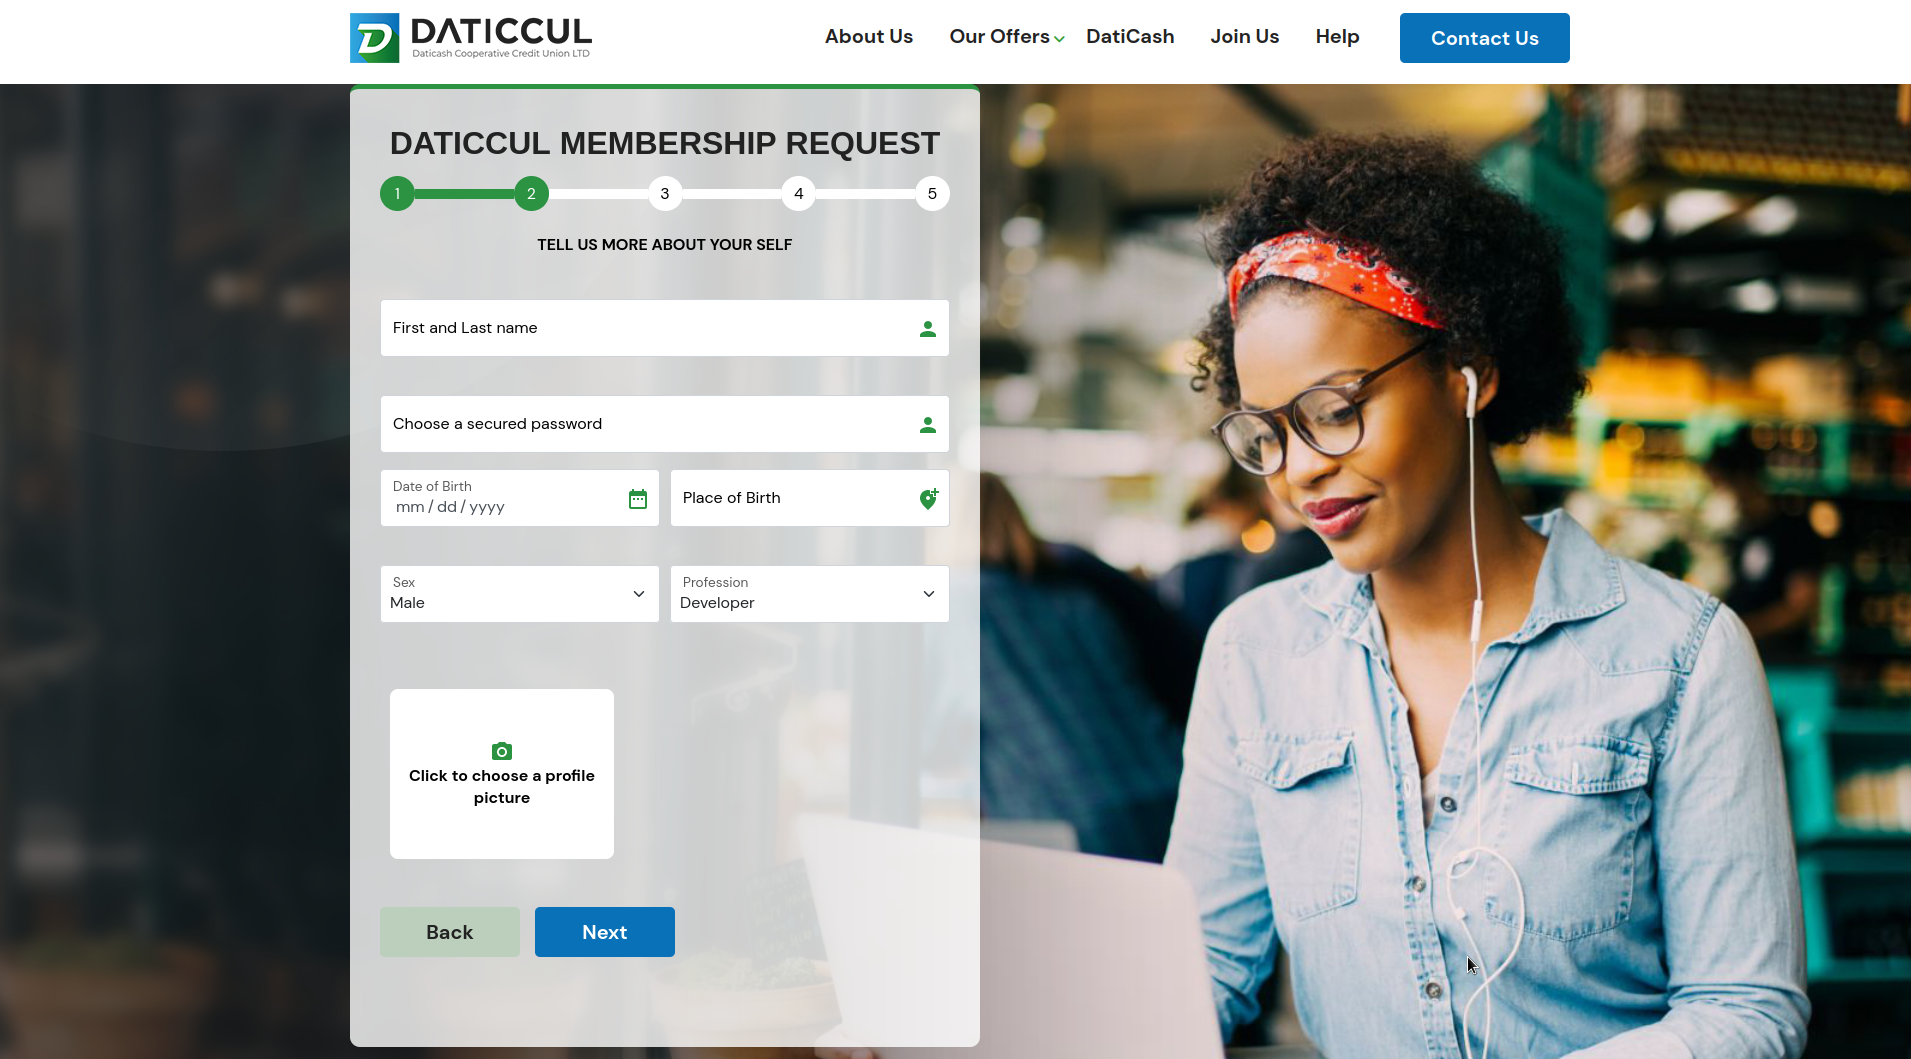 DATICCUL
Daticash Cooperative Credit Union LTD
About Us
Our Offers
DatiCash
Join Us
Help
Contact Us
DATICCUL MEMBERSHIP REQUEST
1
2
3
4
5
TELL US MORE ABOUT YOUR SELF
First and Last name
Choose a secured password
Date of Birth
mm / dd / yyyy
Place of Birth
Sex
Male
Profession
Developer
Click to choose a profile
picture
Back
Next